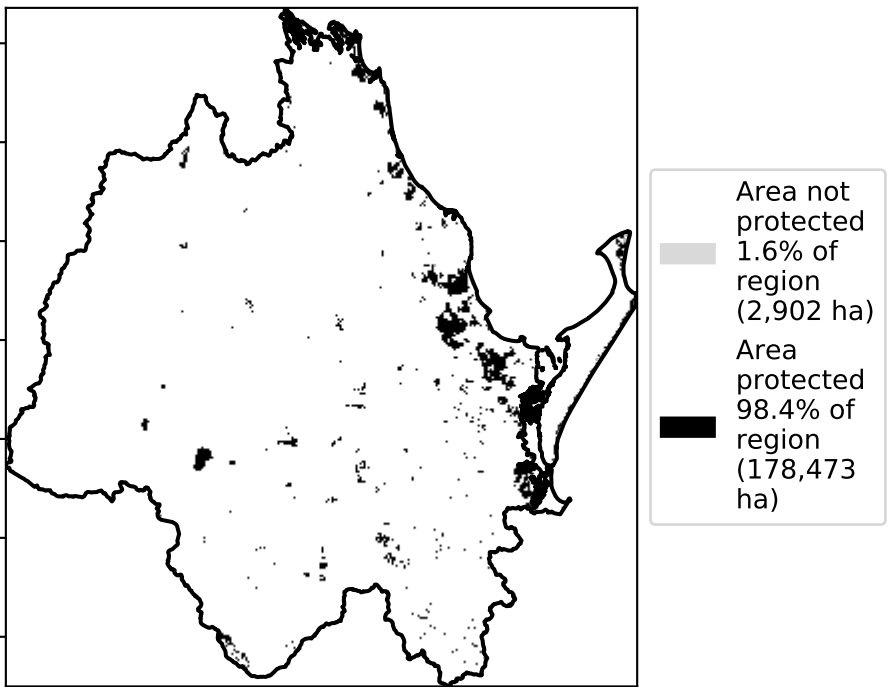 Area not
protected
1.6% of
region
(2,902 ha)
Area
protected
98.4% of
region
(178,473
ha)